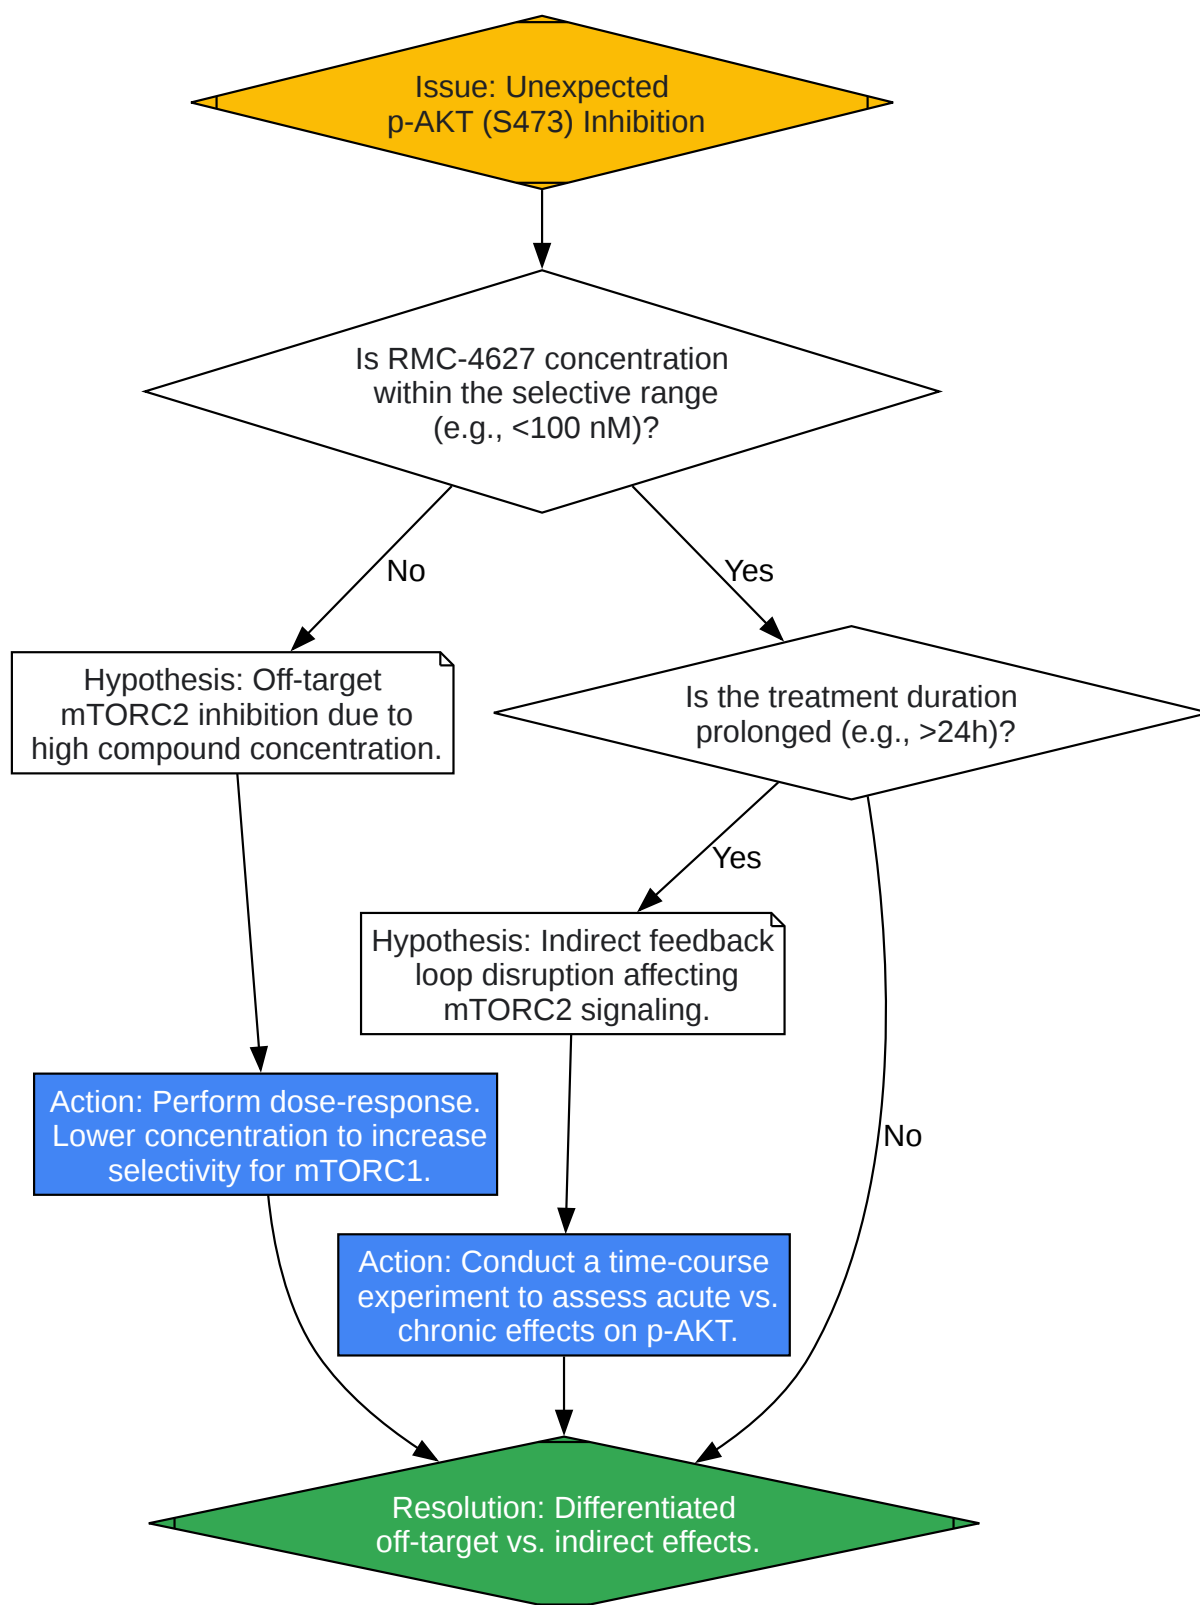 Issue: Unexpected
p-AKT (S473) Inhibition
Is RMC-4627 concentration
within the selective range
(e.g., <100 nM)?
No
Yes
Hypothesis: Off-target
mTORC2 inhibition due to
high compound concentration.
Is the treatment duration
prolonged (e.g., >24h)?
Yes
Hypothesis: Indirect feedback
loop disruption affecting
mTORC2 signaling.
Action: Perform dose-response.
Lower concentration to increase
selectivity for mTORC1.
No
Action: Conduct a time-course
experiment to assess acute vs.
chronic effects on p-AKT.
Resolution: Differentiated
off-target vs. indirect effects.